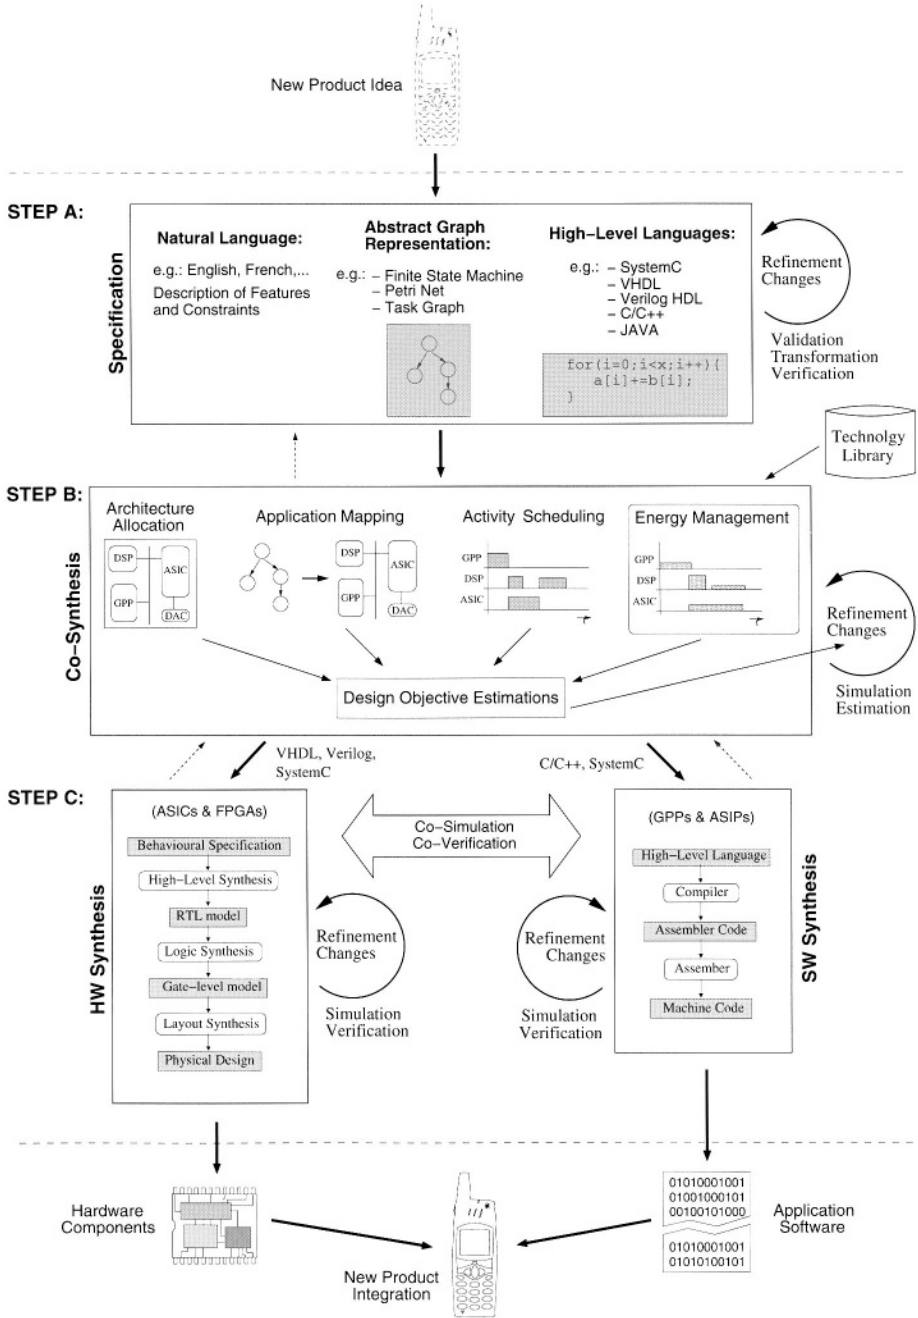 New Product Idea
STEP A:
Specification
Natural Language:
e.g.: English, French,...
Description of Features
and Constraints
Abstract Graph
Representation:
e.g.: – Finite State Machine
– Petri Net
– Task Graph
High–Level Languages:
e.g.: – SystemC
– VHDL
– Verilog HDL
– C/C++
– JAVA
for(i=0;i<x;i++){
a[i]+=b[i];
}
Refinement
Changes
Validation
Transformation
Verification
Technolgy
Library
STEP B:
Co–Synthesis
Architecture
Allocation
DSP
ASIC
GPP
DAC
Application Mapping
DSP
ASIC
GPP
DAC
Activity Scheduling
GPP
DSP
ASIC
Energy Management
GPP
DSP
ASIC
Design Objective Estimations
Refinement
Changes
Simulation
Estimation
VHDL, Verilog,
SystemC
C/C++, SystemC
STEP C:
HW Synthesis
(ASICs & FPGAs)
Behavioural Specification
High–Level Synthesis
RTL model
Logic Synthesis
Gate–level model
Layout Synthesis
Physical Design
Co–Simulation
Co–Verification
Refinement
Changes
Simulation
Verification
Refinement
Changes
Simulation
Verification
SW Synthesis
(GPPs & ASIPs)
High–Level Language
Compiler
Assembler Code
Assember
Machine Code
Hardware
Components
New Product
Integration
01010001001
01001000101
00100101000
01010001001
01010100101
Application
Software